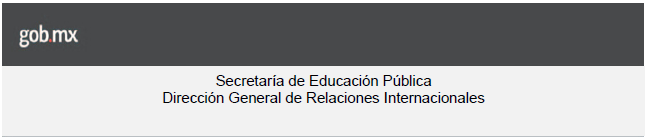 gob.mx
Secretaría de Educación Pública
Dirección General de Relaciones Internacionales